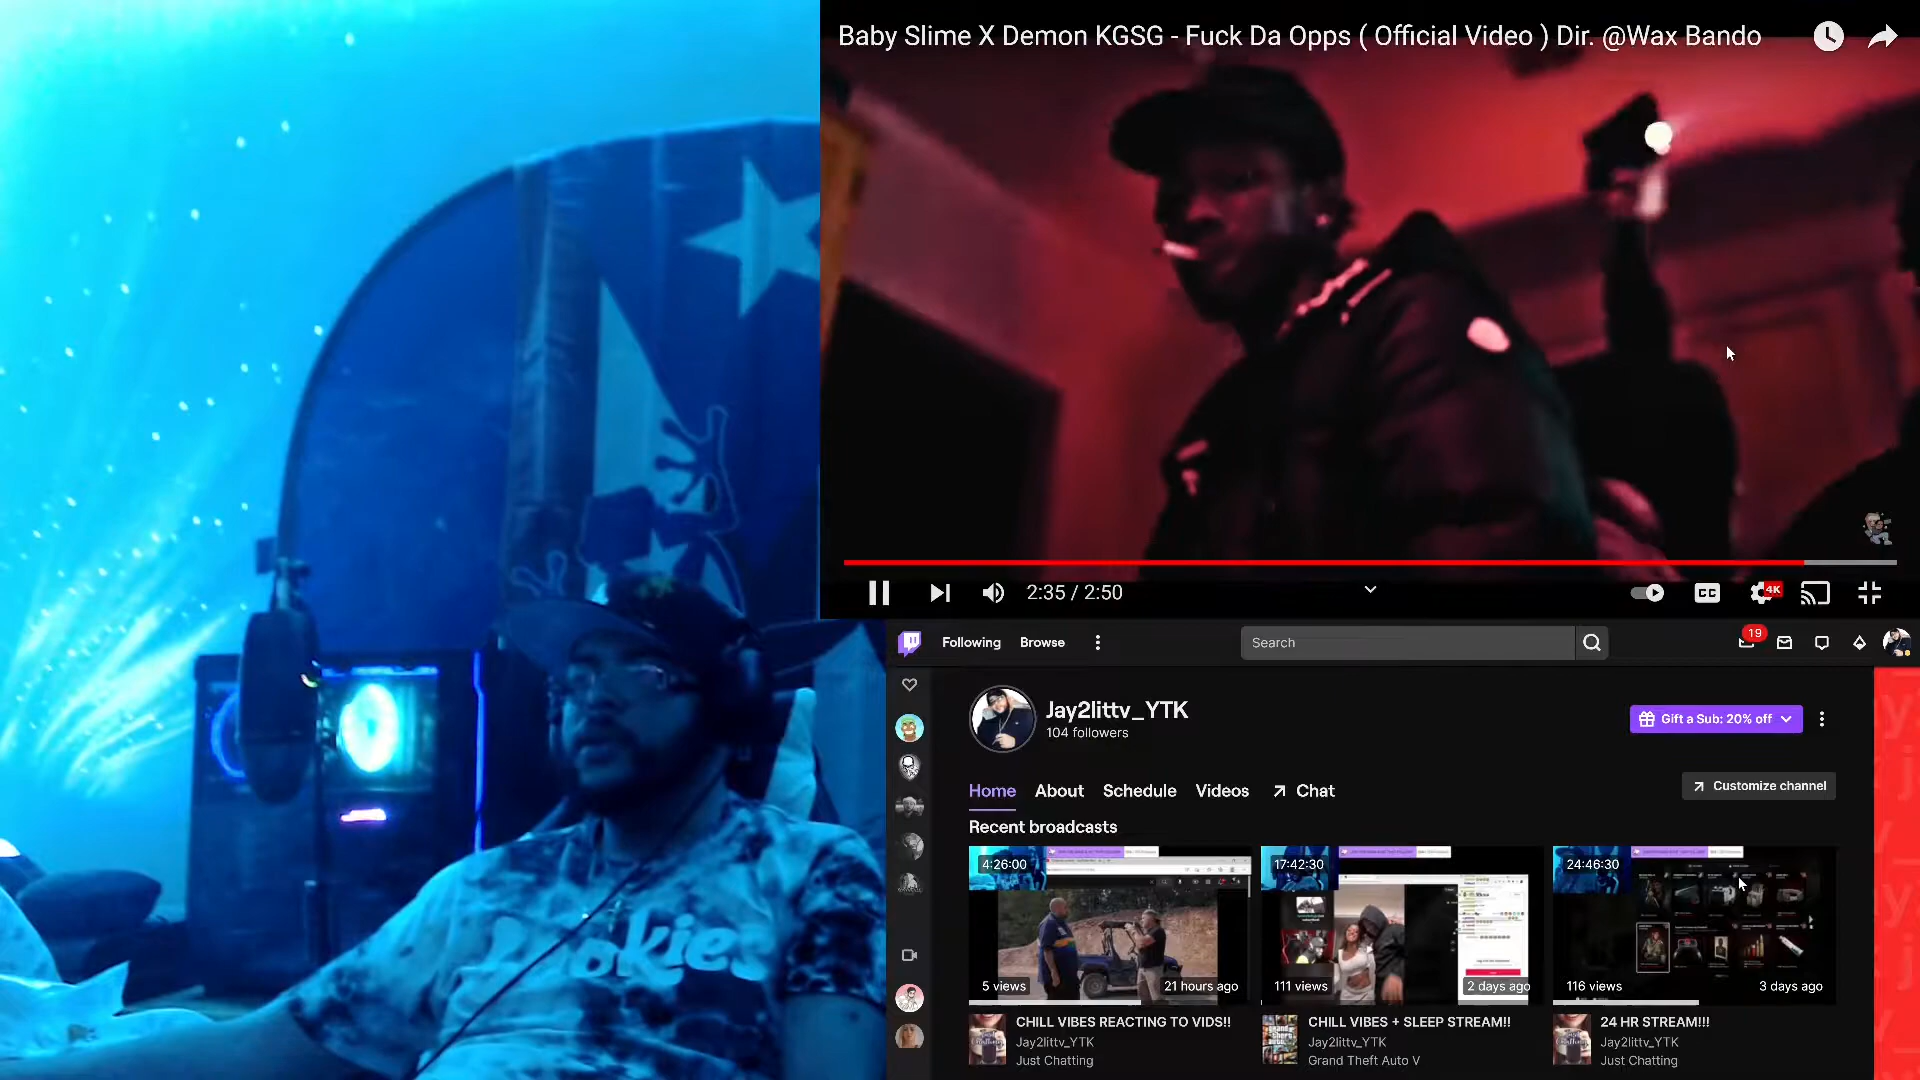 Baby Slime X Demon KGSG - Fuck Da Opps ( Official Video ) Dir. @Wax Bando
2:35 / 2:50
CC
4K
Following
Browse
Search
19
Jay2littv_YTK
104 followers
Gift a Sub: 20% off
Home
About
Schedule
Videos
Chat
Customize channel
Recent broadcasts
4:26:00
17:42:30
24:46:30
5 views
21 hours ago
111 views
2 days ago
116 views
3 days ago
CHILL VIBES REACTING TO VIDS!!
Jay2littv_YTK
Just Chatting
CHILL VIBES + SLEEP STREAM!!
Jay2littv_YTK
Grand Theft Auto V
24 HR STREAM!!!
Jay2littv_YTK
Just Chatting
Cookies